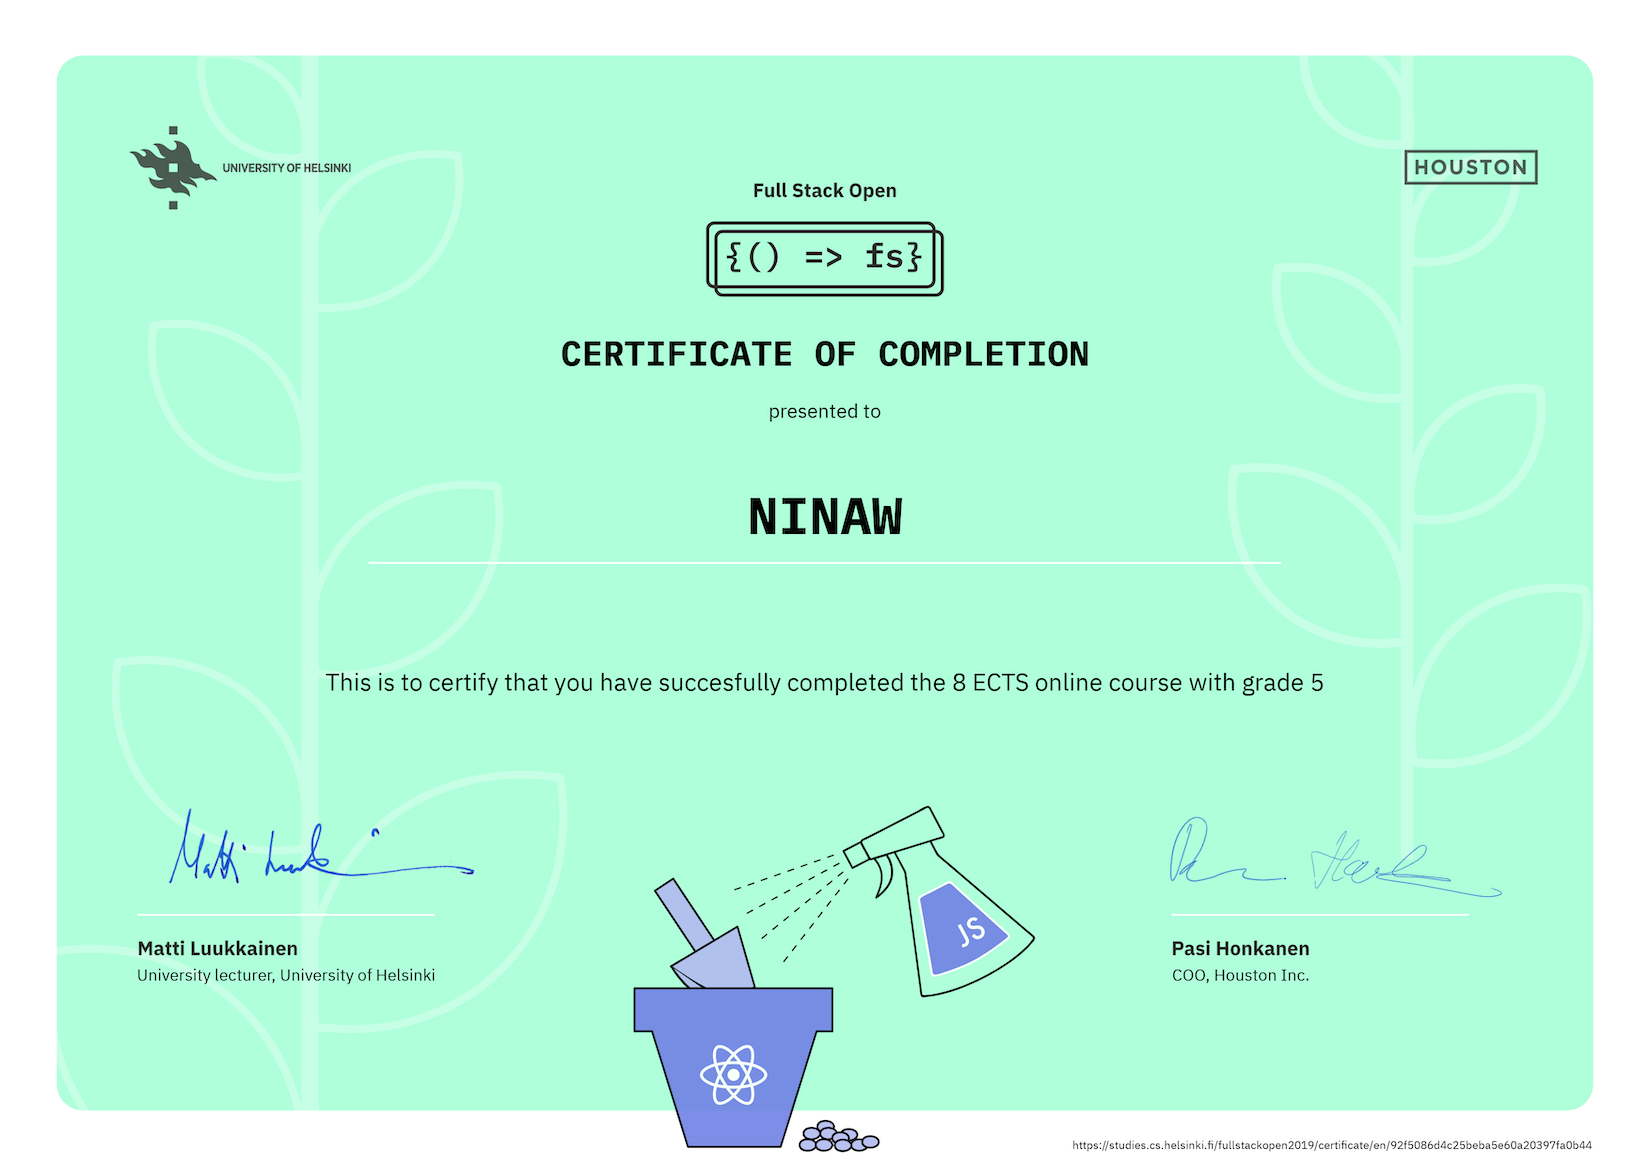 UNIVERSITY OF HELSINKI
HOUSTON
Full Stack Open
{() => fs}
CERTIFICATE OF COMPLETION
presented to
NINAW
This is to certify that you have succesfully completed the 8 ECTS online course with grade 5
JS
Matti Luukkainen
University lecturer, University of Helsinki
Pasi Honkanen
COO, Houston Inc.
https://studies.cs.helsinki.fi/fullstackopen2019/certificate/en/92f5086d4c25beba5e60a20397fa0b44